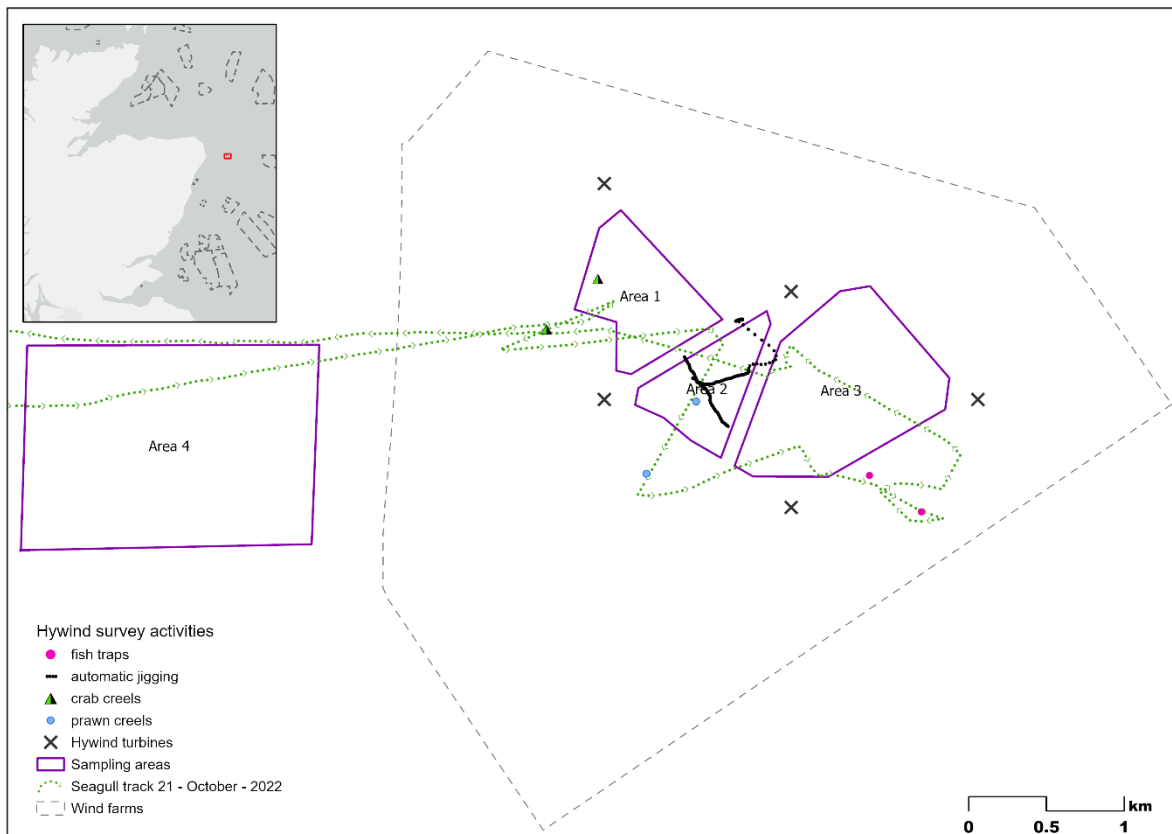 Area 1
Area 2
Area 3
Area 4
Hywind survey activities
fish traps
automatic jigging
crab creels
prawn creels
Hywind turbines
Sampling areas
Seagull track 21 - October - 2022
Wind farms
km
0 0.5 1